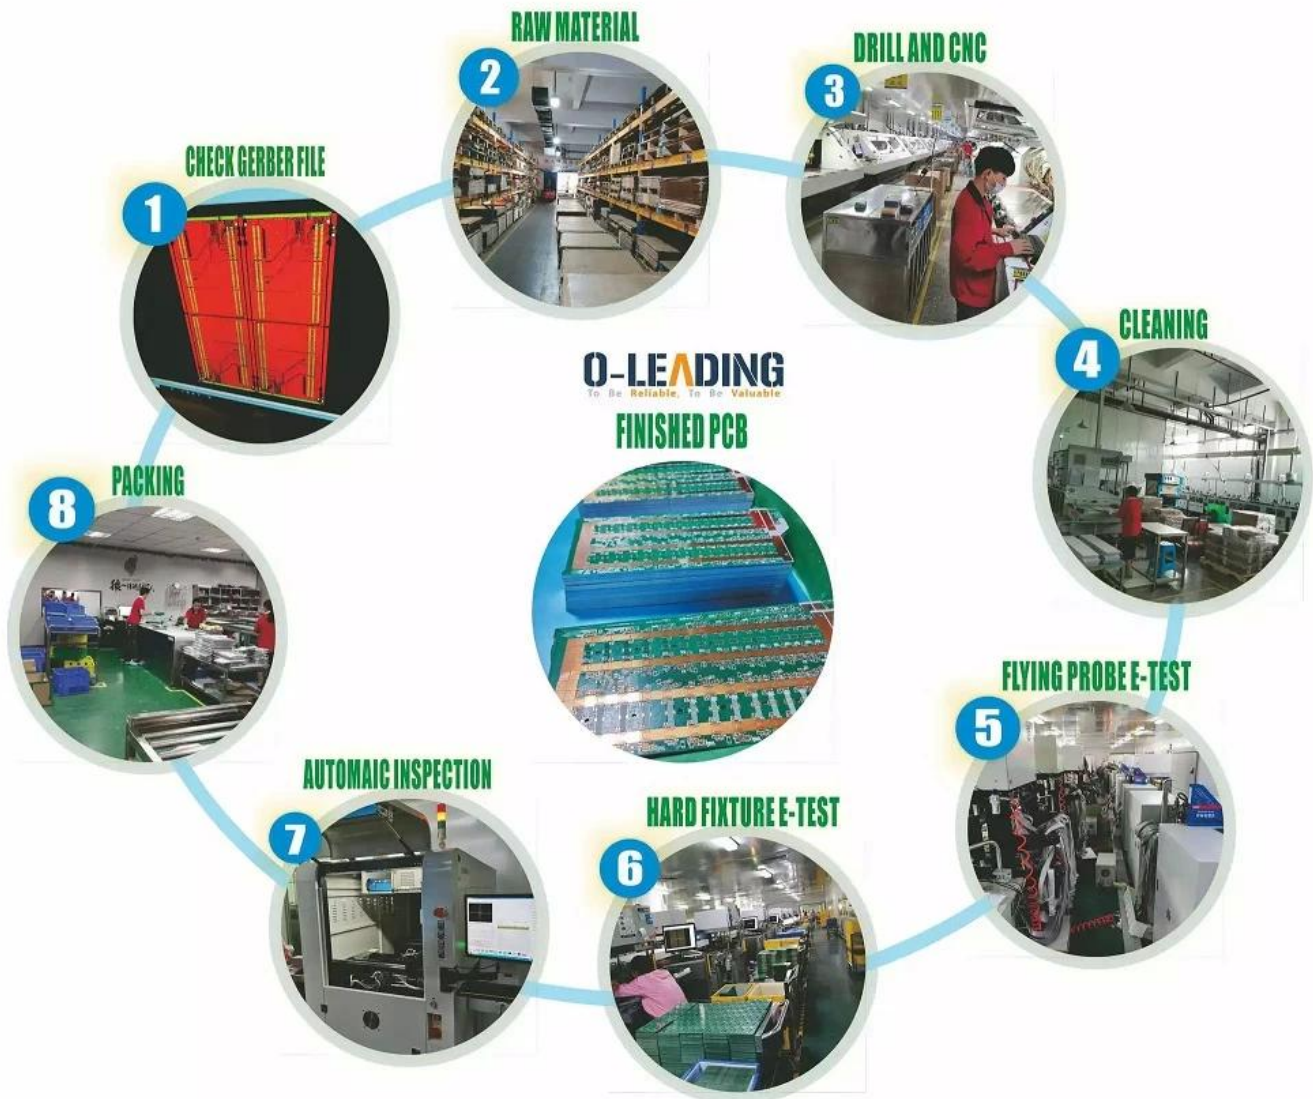 RAW MATERIAL
2
DRILL AND CNC
3
CHECK GERBER FILE
1
CLEANING
4
O-LEADING
To Be Reliable, To Be Valuable
FINISHED PCB
PACKING
8
FLYING PROBE E-TEST
5
AUTOMAIC INSPECTION
7
HARD FIXTURE E-TEST
6